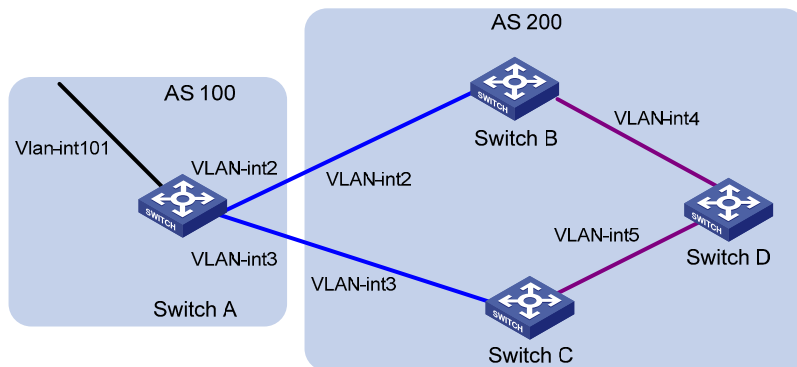 AS 200
AS 100
Vlan-int101
VLAN-int2
SWITCH
VLAN-int3
Switch A
VLAN-int2
VLAN-int3
SWITCH
Switch B
VLAN-int4
SWITCH
Switch D
VLAN-int5
SWITCH
Switch C